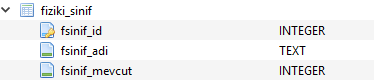 fiziki_sinif
fsinif_id INTEGER
fsinif_adi TEXT
fsinif_mevcut INTEGER